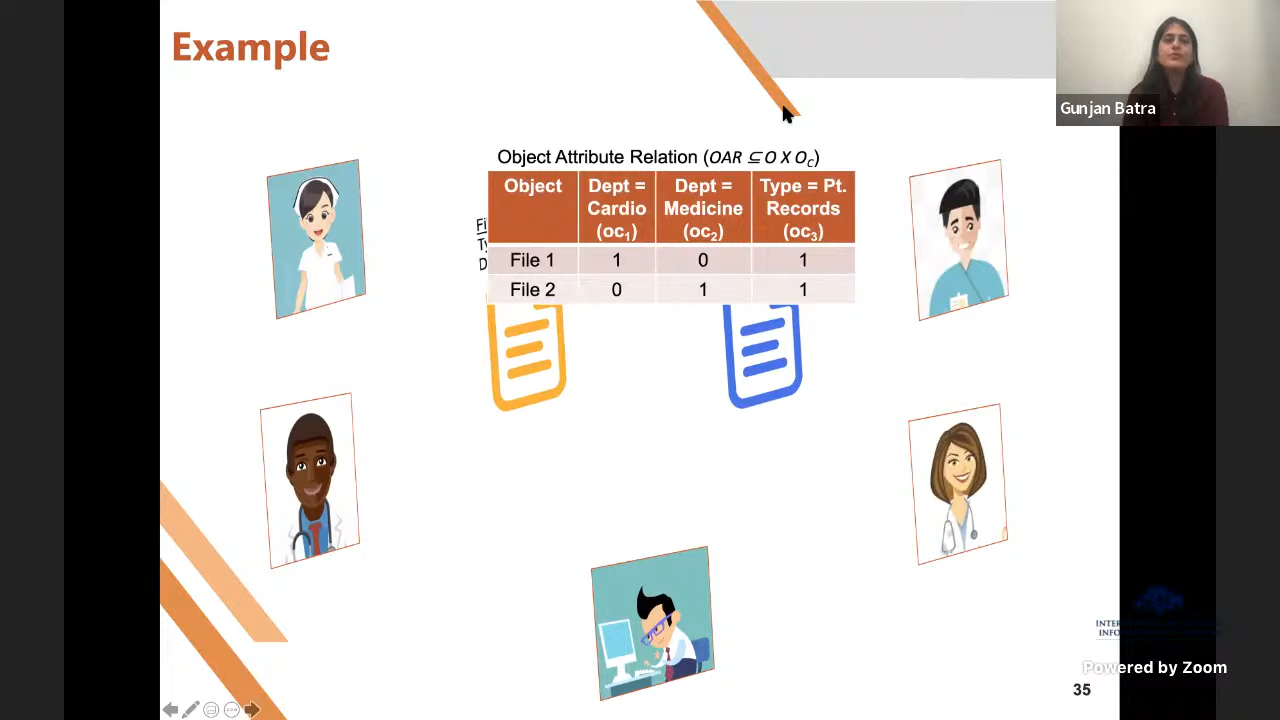 Example
Gunjan Batra
Object Attribute Relation (OAR ⊆ O X O_C)
Object Dept = Cardio (oc₁) Dept = Medicine (oc₂) Type = Pt. Records (oc₃)
File 1 1 0 1
File 2 0 1 1
Powered by Zoom
35